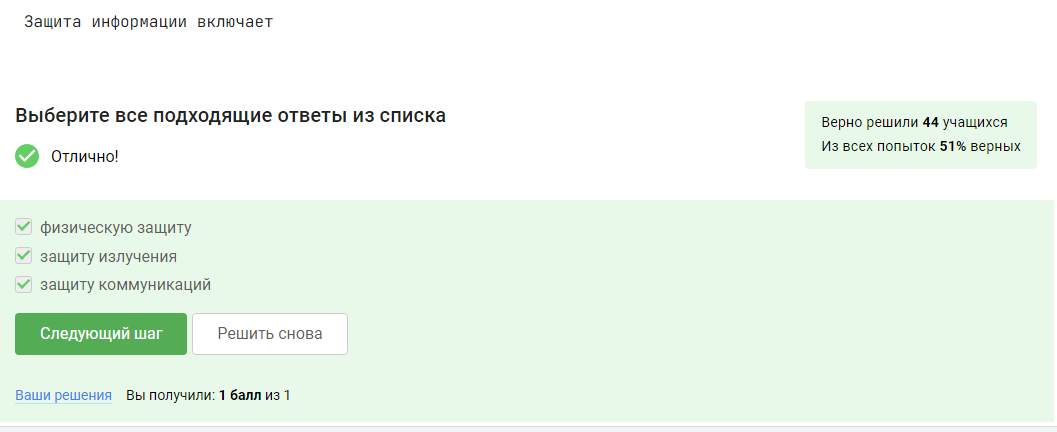 Защита информации включает
Выберите все подходящие ответы из списка
Верно решили 44 учащихся
Из всех попыток 51% верных
Отлично!
физическую защиту
защиту излучения
защиту коммуникаций
Следующий шаг
Решить снова
Ваши решения Вы получили: 1 балл из 1